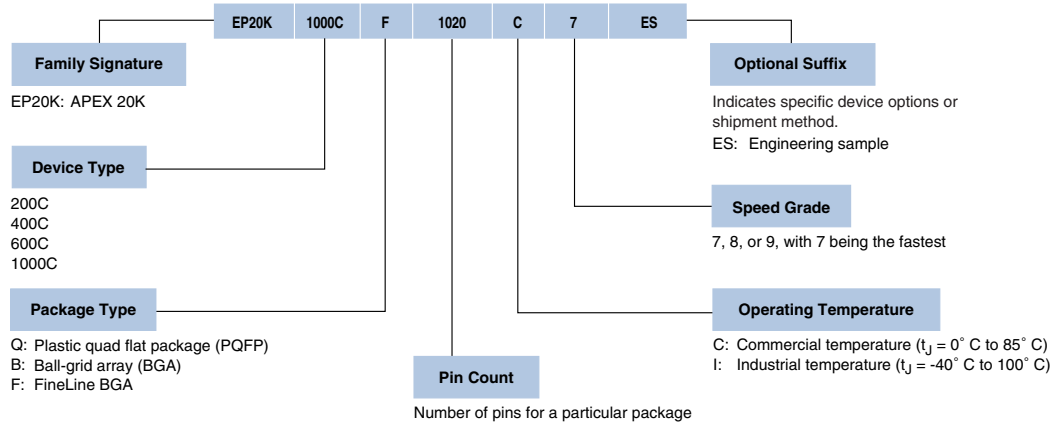 EP20K 1000C F 1020 C 7 ES
Family Signature
EP20K: APEX 20K
Optional Suffix
Indicates specific device options or
shipment method.
ES: Engineering sample
Device Type
200C
400C
600C
1000C
Speed Grade
7, 8, or 9, with 7 being the fastest
Package Type
Q: Plastic quad flat package (PQFP)
B: Ball-grid array (BGA)
F: FineLine BGA
Operating Temperature
C: Commercial temperature (tJ = 0° C to 85° C)
I: Industrial temperature (tJ = -40° C to 100° C)
Pin Count
Number of pins for a particular package